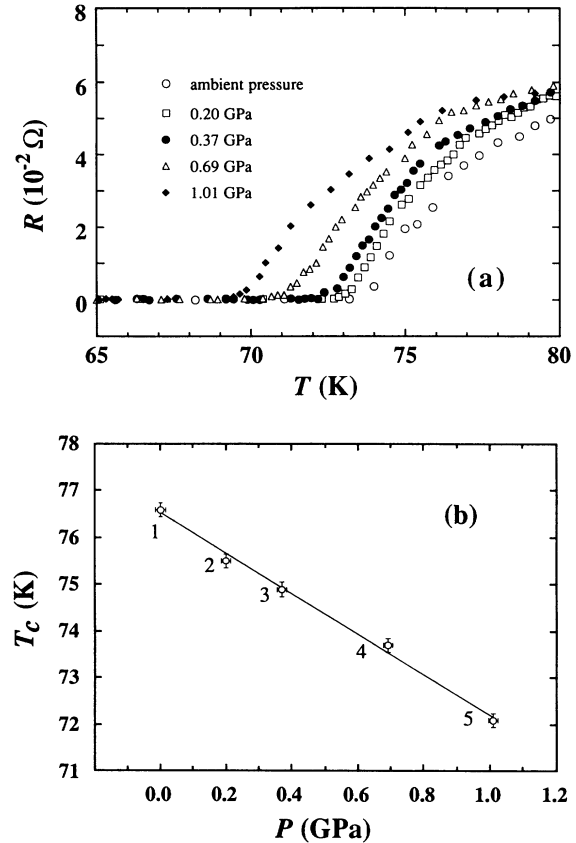 8
6
4
2
0
R (10⁻² Ω)
ambient pressure
0.20 GPa
0.37 GPa
0.69 GPa
1.01 GPa
(a)
65 70 75 80
T (K)
78
77
76
75
74
73
72
71
T_c (K)
(b)
1
2
3
4
5
0.0 0.2 0.4 0.6 0.8 1.0 1.2
P (GPa)